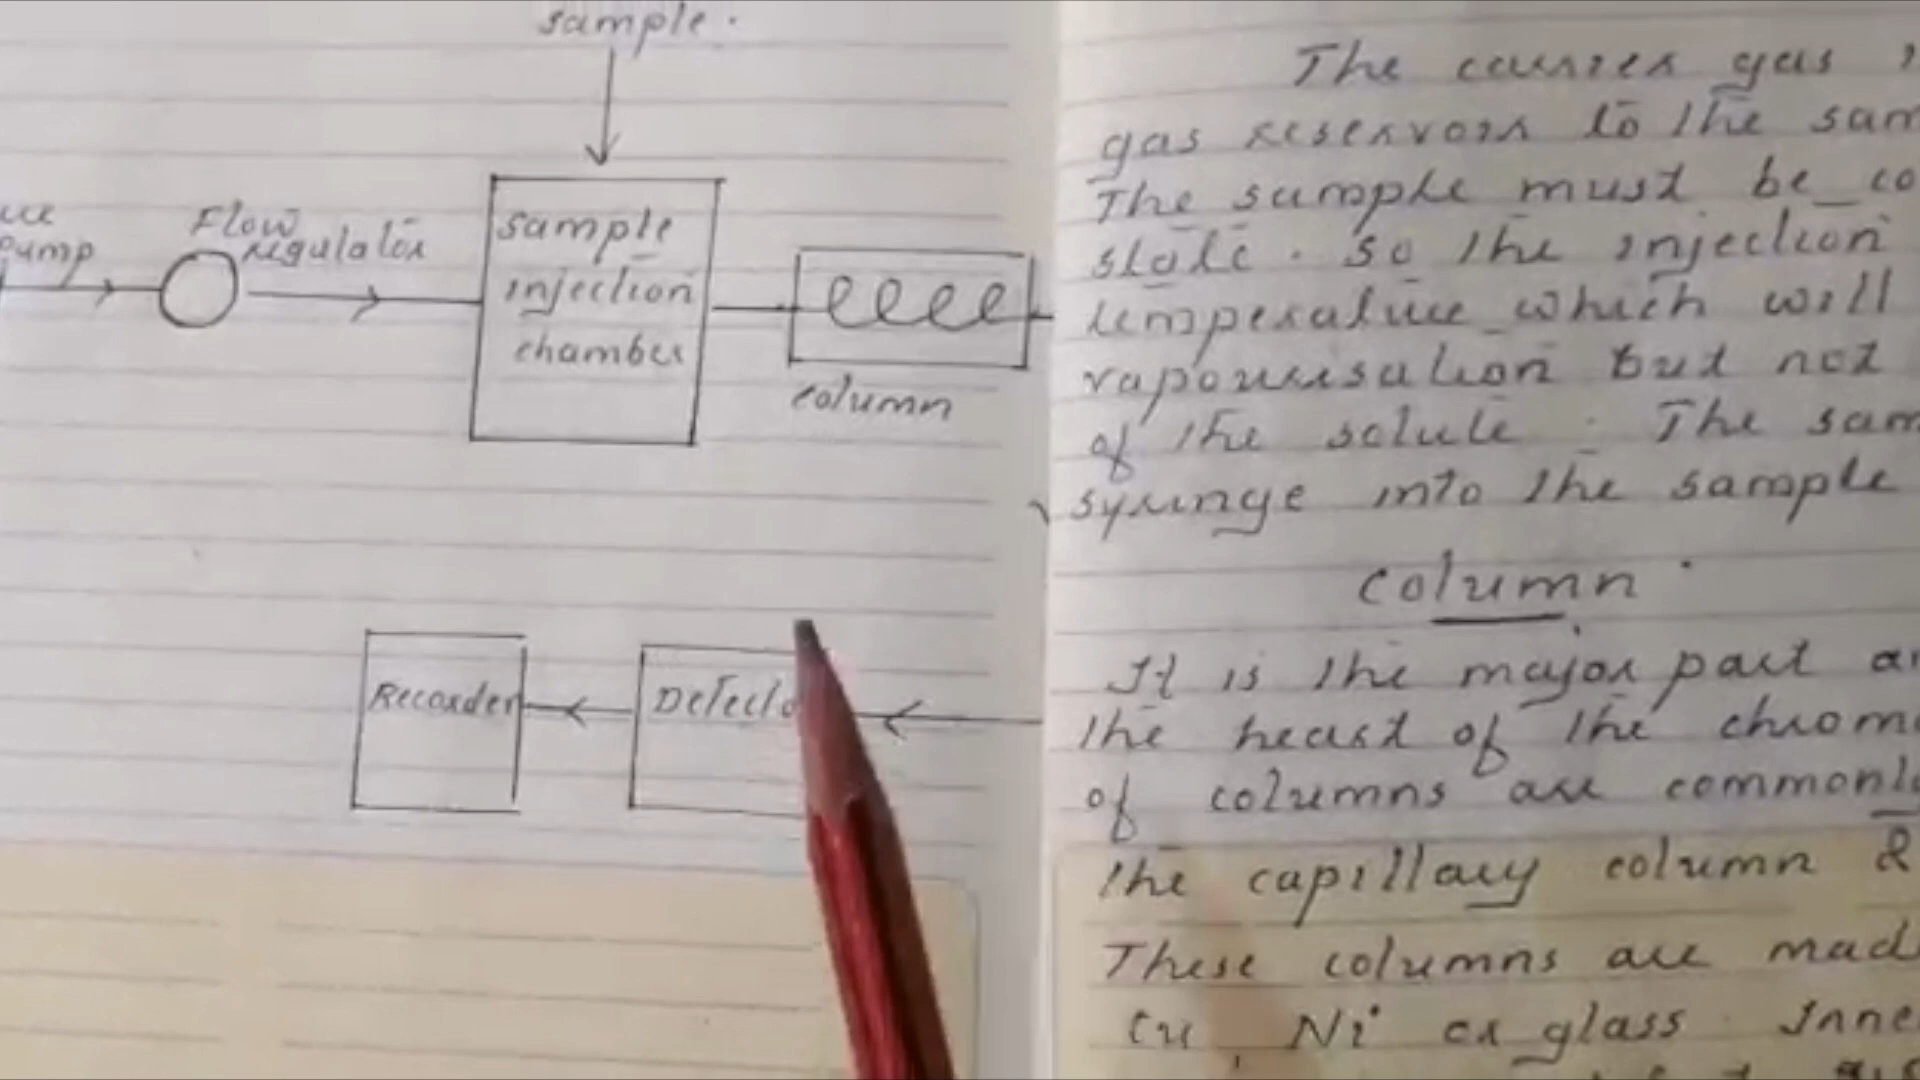 sample.
Pump
Flow
regulator
sample
injection
chamber
column
Recorder
Detecto
The carrier gas
gas reservoir to the sam
The sample must be co
state. So the injection
temperature which will
vapourisation but not
of the solute. The sam
syringe into the sample
column.
It is the major part an
the heart of the chrom
of columns are commonly
the capillary column &
These columns are mad
Cu, Ni or glass. Inne